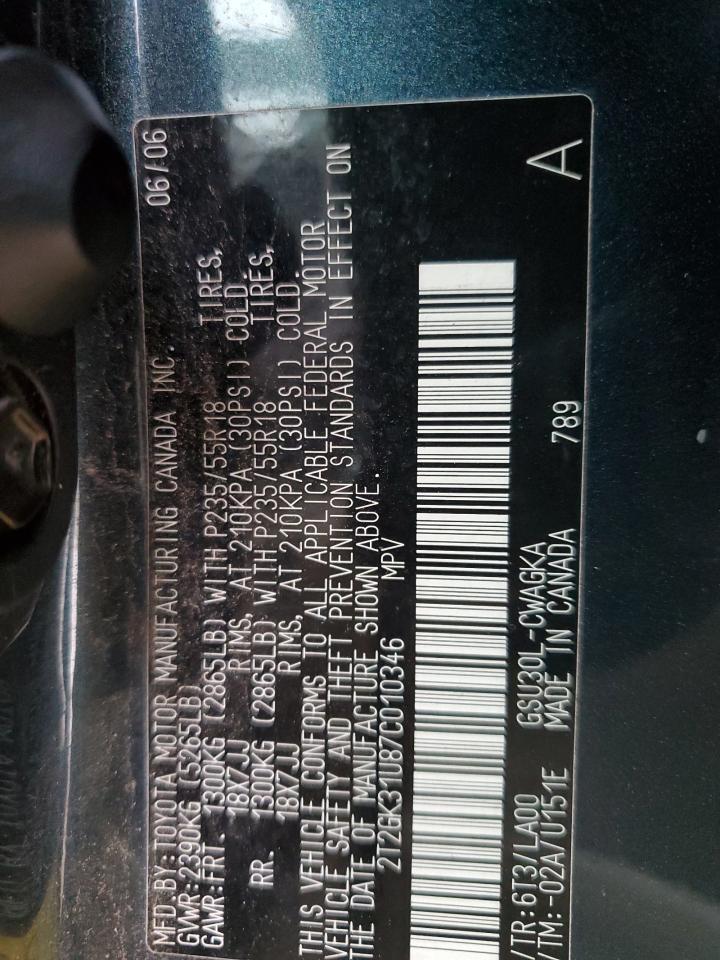 MFD.BY:TOYOTA MOTOR MANUFACTURING CANADA INC. 06/06
GVWR:2390KG (5265LB)
GAWR:FRT. 1300KG (2865LB) WITH P235/55R18 TIRES,
18X7JJ RIMS, AT 210KPA (30PSI) COLD
RR. 1300KG (2865LB) WITH P235/55R18 TIRES,
18X7JJ RIMS, AT 210KPA (30PSI) COLD.
THIS VEHICLE CONFORMS TO ALL APPLICABLE FEDERAL MOTOR
VEHICLE SAFETY AND THEFT PREVENTION STANDARDS IN EFFECT ON
THE DATE OF MANUFACTURE SHOWN ABOVE.
2T2GK31U87C010346 MPV
/TR:6T3/LA00 GSU30L-CWAGKA A
/TM:-02A/U151E MADE IN CANADA 789